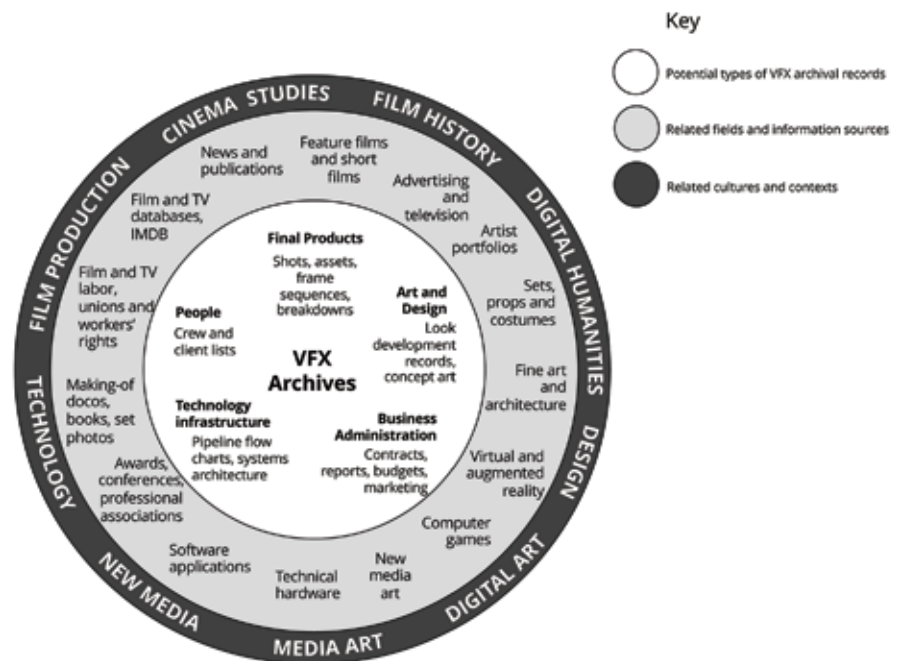 Key
Potential types of VFX archival records
Related fields and information sources
Related cultures and contexts
CINEMA STUDIES
FILM HISTORY
DIGITAL HUMANITIES
DESIGN
DIGITAL ART
MEDIA ART
NEW MEDIA
TECHNOLOGY
FILM PRODUCTION
News and
publications
Feature films
and short
films
Advertising
and
television
Artist
portfolios
Sets,
props and
costumes
Fine art
and
architecture
Virtual and
augmented
reality
Computer
games
New
media
art
Technical
hardware
Software
applications
Awards,
conferences,
professional
associations
Making-of
docos,
books, set
photos
Film and TV
labor,
unions and
workers'
rights
Film and TV
databases,
IMDB
Final Products
Shots, assets,
frame
sequences,
breakdowns
Art and
Design
Look
development
records,
concept art
Business
Administration
Contracts,
reports, budgets,
marketing
Technology
infrastructure
Pipeline flow
charts, systems
architecture
People
Crew and
client lists
VFX
Archives